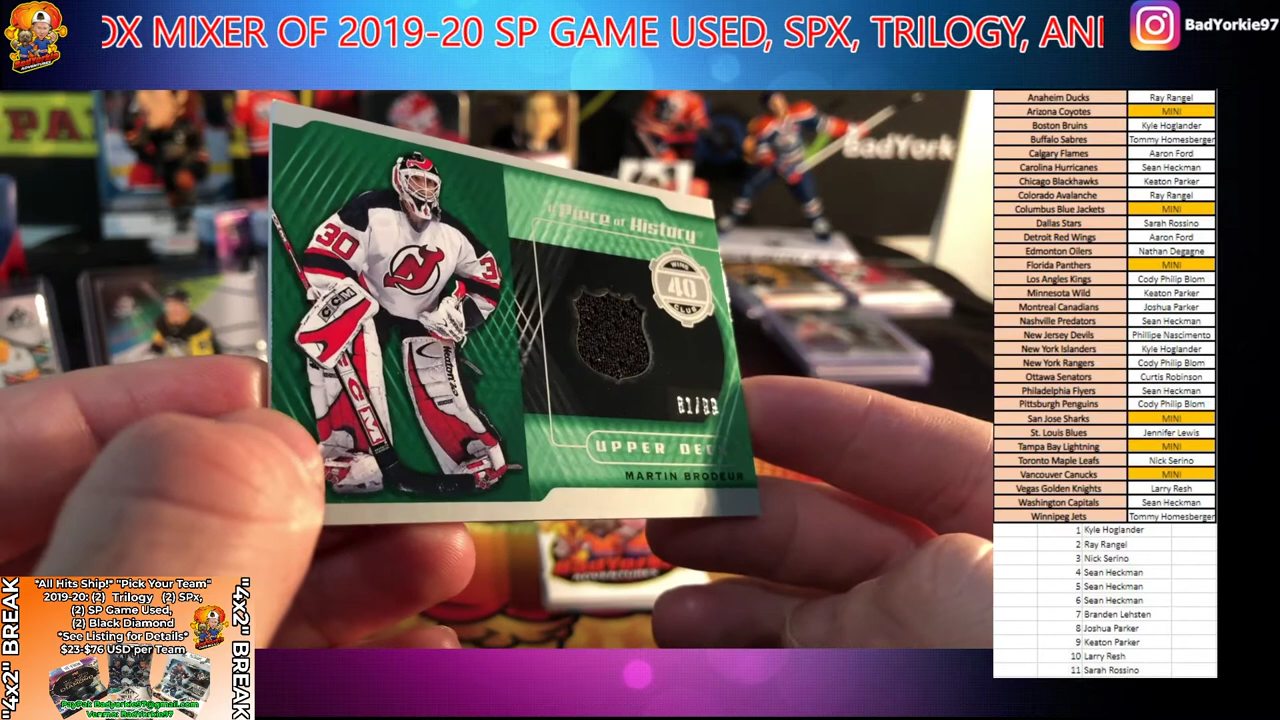 OX MIXER OF 2019-20 SP GAME USED, SPX, TRILOGY, ANI
BadYorkie97
BadYork
A Piece of History
WINS
40
CLUB
30
CCM
UPPER DEC
MARTIN BRODEUR
Anaheim Ducks Ray Rangel
Arizona Coyotes MINI
Boston Bruins Kyle Hoglander
Buffalo Sabres Tommy Homesberger
Calgary Flames Aaron Ford
Carolina Hurricanes Sean Heckman
Chicago Blackhawks Keaton Parker
Colorado Avalanche Ray Rangel
Columbus Blue Jackets MINI
Dallas Stars Sarah Rossino
Detroit Red Wings Aaron Ford
Edmonton Oilers Nathan Degagne
Florida Panthers MINI
Los Angeles Kings Cody Philip Blom
Minnesota Wild Keaton Parker
Montreal Canadians Joshua Parker
Nashville Predators Sean Heckman
New Jersey Devils Phillipe Nascimento
New York Islanders Kyle Hoglander
New York Rangers Cody Philip Blom
Ottawa Senators Curtis Robinson
Philadelphia Flyers Sean Heckman
Pittsburgh Penguins Cody Philip Blom
San Jose Sharks MINI
St. Louis Blues Jennifer Lewis
Tampa Bay Lightning MINI
Toronto Maple Leafs Nick Serino
Vancouver Canucks MINI
Vegas Golden Knights Larry Resh
Washington Capitals Sean Heckman
Winnipeg Jets Tommy Homesberger
1 Kyle Hoglander
2 Ray Rangel
3 Nick Serino
4 Sean Heckman
5 Sean Heckman
6 Sean Heckman
7 Branden Lehsten
8 Joshua Parker
9 Keaton Parker
10 Larry Resh
11 Sarah Rossino
"4x2" BREAK
"All Hits Ship!" "Pick Your Team"
2019-20: (2) Trilogy (2) SPx,
(2) SP Game Used,
(2) Black Diamond
"See Listing for Details"
$23-$76 USD per Team
PayPal: Badyorkie97@gmail.com
Venmo: BadYorkie97
"4x2" BREAK